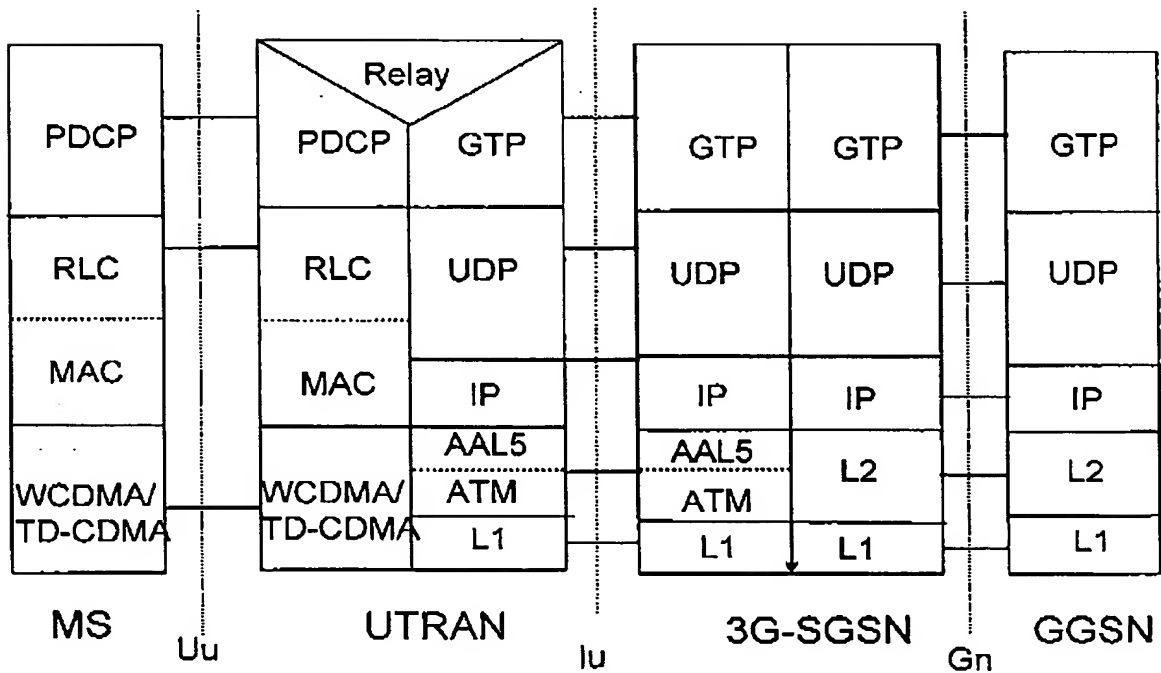 Relay
PDCP
PDCP
GTP
GTP
GTP
GTP
RLC
RLC
UDP
UDP
UDP
UDP
MAC
MAC
IP
IP
IP
IP
WCDMA/
TD-CDMA
WCDMA/
TD-CDMA
AAL5
ATM
L1
AAL5
ATM
L1
L2
L1
L2
L1
MS
Uu
UTRAN
Iu
3G-SGSN
Gn
GGSN